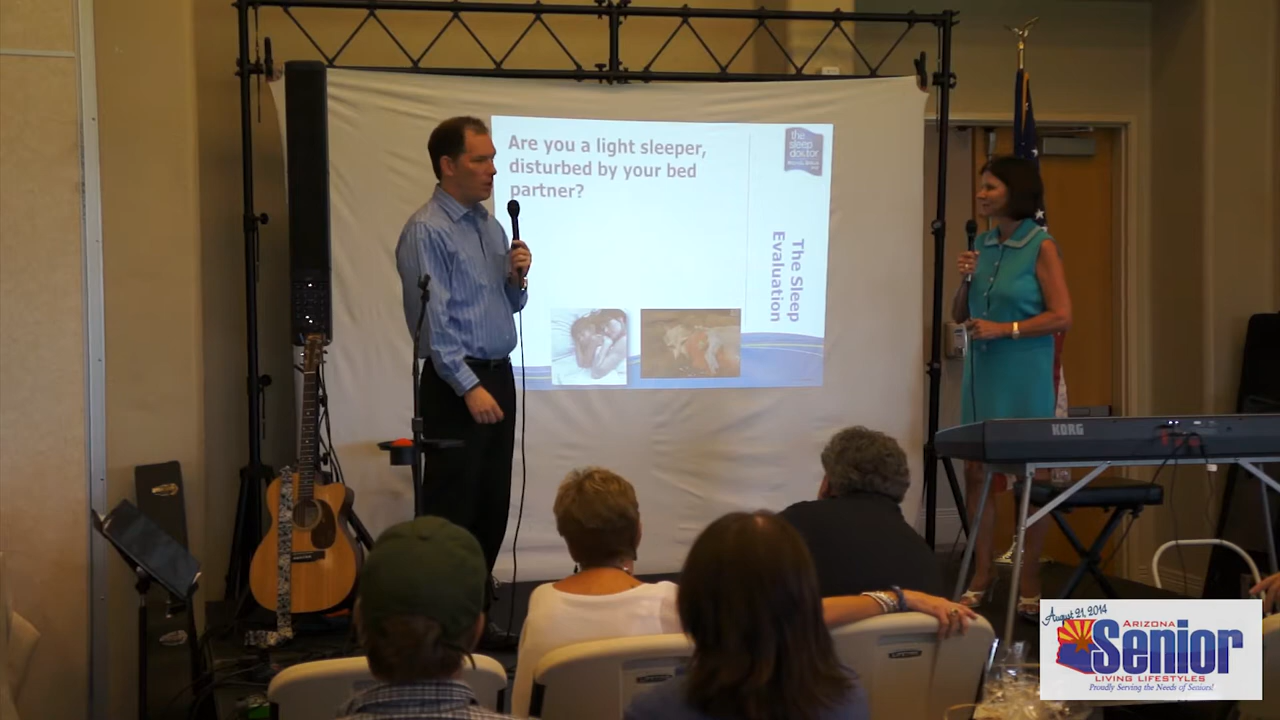 Are you a light sleeper,
disturbed by your bed
partner?
the
sleep
doctor
The Sleep
Evaluation
KORG
August 21, 2014
ARIZONA
Senior
LIVING LIFESTYLES
Proudly Serving the Needs of Seniors!